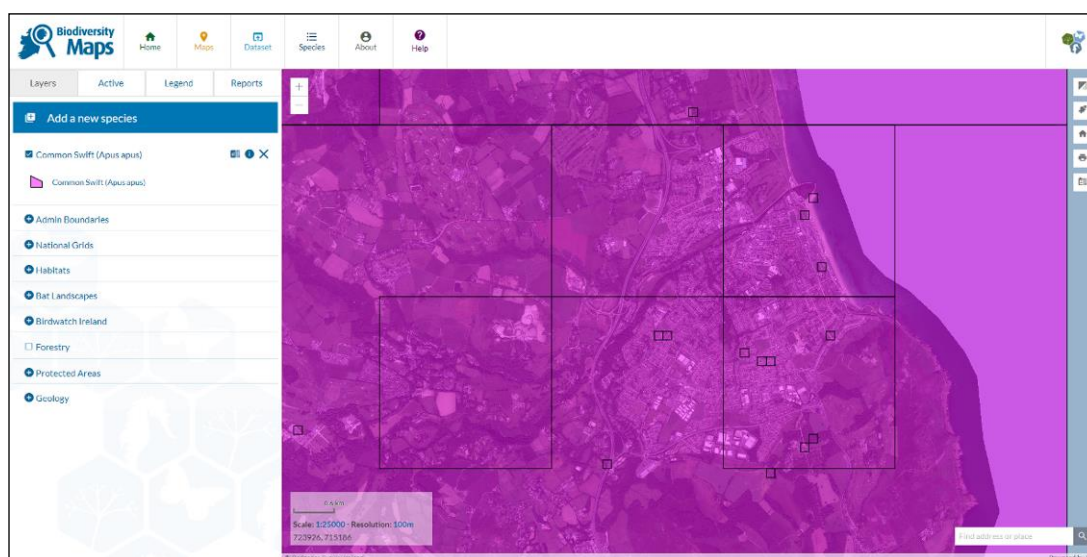 Biodiversity
Maps
Home
Maps
Dataset
Species
About
Help
Layers
Active
Legend
Reports
Add a new species
Common Swift (Apus apus)
Common Swift (Apus apus)
Admin Boundaries
National Grids
Habitats
Bat Landscapes
Birdwatch Ireland
Forestry
Protected Areas
Geology
Scale: 1:25000 - Resolution: 100m
723926, 715186
Find address or place